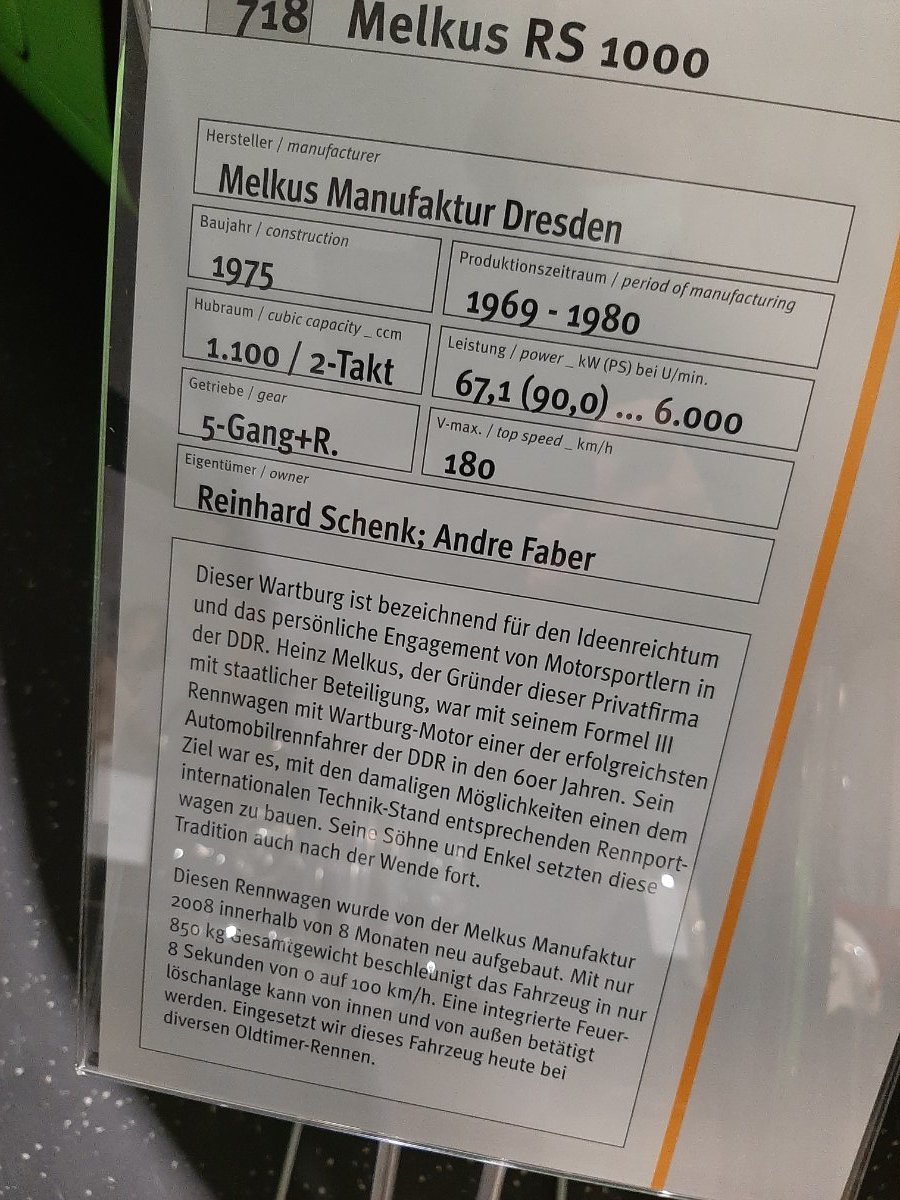 718 Melkus RS 1000
Hersteller / manufacturer
Melkus Manufaktur Dresden
Baujahr / construction
1975
Produktionszeitraum / period of manufacturing
1969 - 1980
Hubraum / cubic capacity _ ccm
1.100 / 2-Takt
Leistung / power _ kW (PS) bei U/min.
67,1 (90,0) ... 6.000
Getriebe / gear
5-Gang+R.
V-max. / top speed _ km/h
180
Eigentümer / owner
Reinhard Schenk; Andre Faber
Dieser Wartburg ist bezeichnend für den Ideenreichtum
und das persönliche Engagement von Motorsportlern in
der DDR. Heinz Melkus, der Gründer dieser Privatfirma
mit staatlicher Beteiligung, war mit seinem Formel III
Rennwagen mit Wartburg-Motor einer der erfolgreichsten
Automobilrennfahrer der DDR in den 60er Jahren. Sein
Ziel war es, mit den damaligen Möglichkeiten einen dem
internationalen Technik-Stand entsprechenden Rennport-
wagen zu bauen. Seine Söhne und Enkel setzten diese
Tradition auch nach der Wende fort.
Diesen Rennwagen wurde von der Melkus Manufaktur
2008 innerhalb von 8 Monaten neu aufgebaut. Mit nur
850 kg Gesamtgewicht beschleunigt das Fahrzeug in nur
8 Sekunden von 0 auf 100 km/h. Eine integrierte Feuer-
löschanlage kann von innen und von außen betätigt
werden. Eingesetzt wir dieses Fahrzeug heute bei
diversen Oldtimer-Rennen.